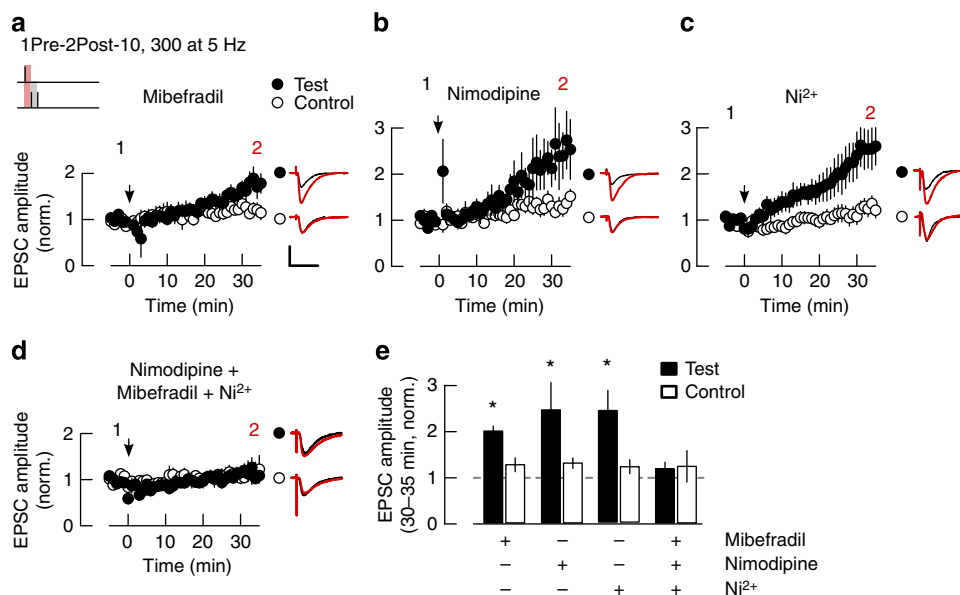 a
1Pre-2Post-10, 300 at 5 Hz
Mibefradil
Test
Control
1
2
EPSC amplitude
(norm.)
2
1
0
0 10 20 30
Time (min)
b
1
Nimodipine
2
3
2
1
0
0 10 20 30
Time (min)
c
1
Ni²⁺
2
3
2
1
0
0 10 20 30
Time (min)
d
Nimodipine +
Mibefradil + Ni²⁺
1
2
EPSC amplitude
(norm.)
2
1
0
0 10 20 30
Time (min)
e
Test
Control
EPSC amplitude
(30–35 min, norm.)
3
2
1
0
* * *
+ – – + Mibefradil
– + – + Nimodipine
– – + + Ni²⁺